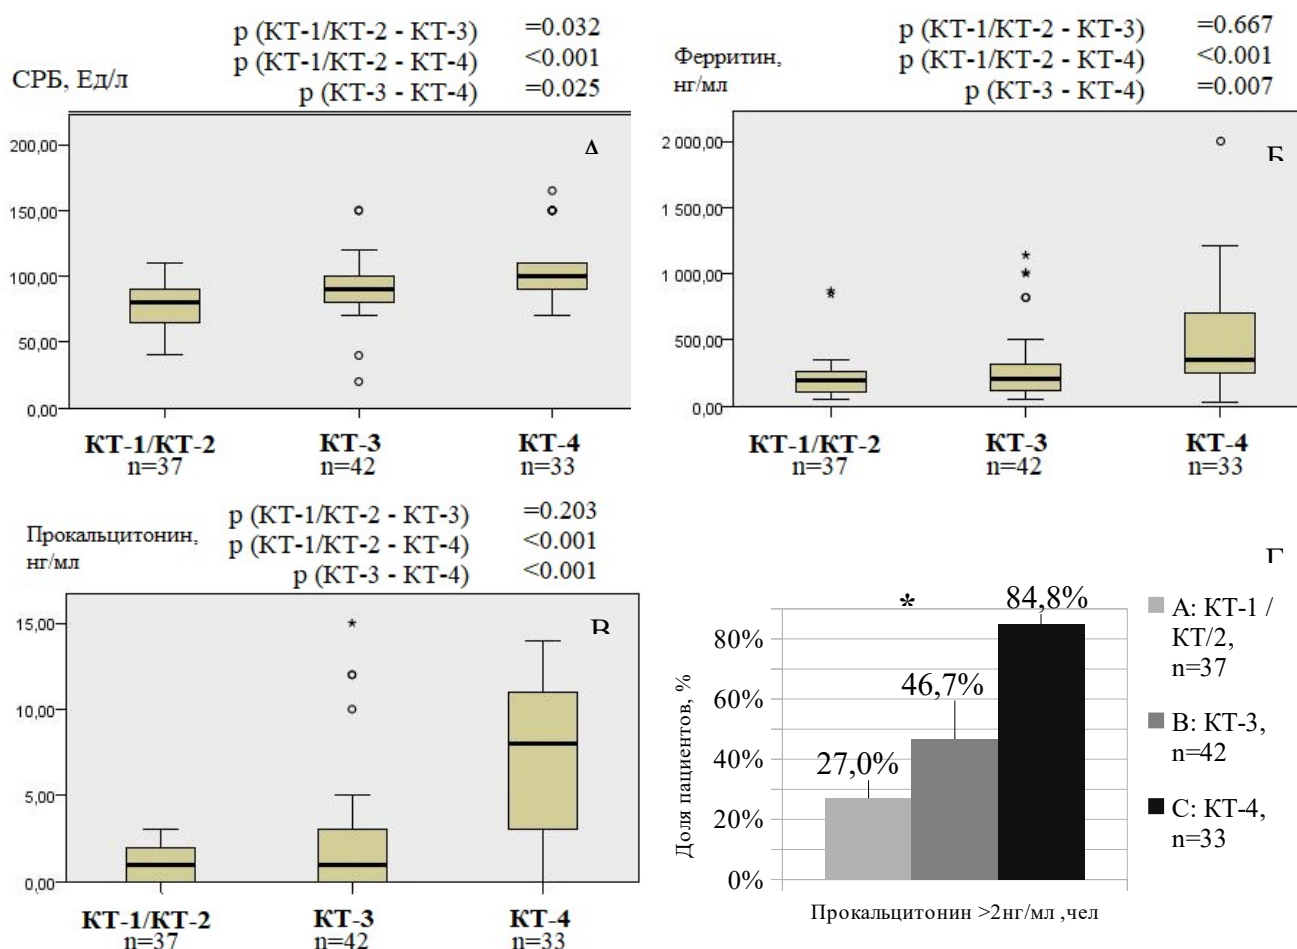 p (КТ-1/КТ-2 - КТ-3) =0.032
p (КТ-1/КТ-2 - КТ-4) <0.001
p (КТ-3 - КТ-4) =0.025
СРБ, Ед/л
А
200,00
150,00
100,00
50,00
0,00
КТ-1/КТ-2 КТ-3 КТ-4
n=37 n=42 n=33
p (КТ-1/КТ-2 - КТ-3) =0.667
p (КТ-1/КТ-2 - КТ-4) <0.001
p (КТ-3 - КТ-4) =0.007
Ферритин,
нг/мл
Б
2 000,00
1 500,00
1 000,00
500,00
0,00
КТ-1/КТ-2 КТ-3 КТ-4
n=37 n=42 n=33
p (КТ-1/КТ-2 - КТ-3) =0.203
p (КТ-1/КТ-2 - КТ-4) <0.001
p (КТ-3 - КТ-4) <0.001
Прокальцитонин,
нг/мл
В
15,00
10,00
5,00
0,00
КТ-1/КТ-2 КТ-3 КТ-4
n=37 n=42 n=33
Г
*
84,8%
46,7%
27,0%
80%
60%
40%
20%
0%
Доля пациентов, %
Прокальцитонин >2нг/мл ,чел
A: КТ-1 /
КТ/2,
n=37
B: КТ-3,
n=42
C: КТ-4,
n=33